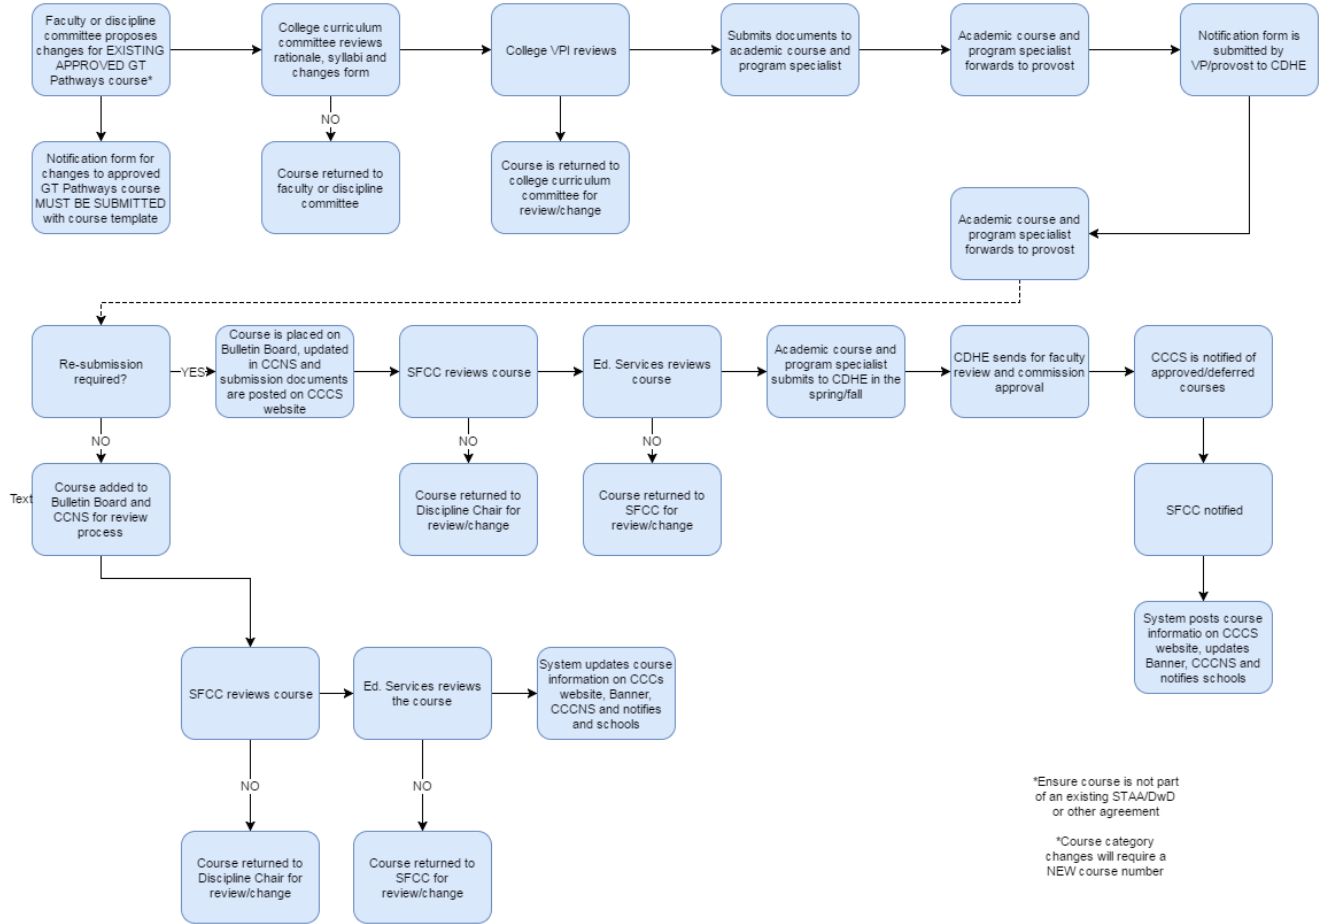 Faculty or discipline
committee proposes
changes for EXISTING
APPROVED GT
Pathways course*
College curriculum
committee reviews
rationale, syllabi
and changes form
College VPI reviews
Submits documents to
academic course and
program specialist
Academic course and
program specialist
forwards to provost
Notification form is
submitted by
VP/provost to CDHE
NO
Notification form for
changes to approved
GT Pathways course
MUST BE SUBMITTED
with course template
Course returned to
faculty or discipline
committee
Course is returned to
college curriculum
committee for
review/change
Academic course and
program specialist
forwards to provost
Re-submission
required?
YES
Course is placed on
Bulletin Board, updated
in CCNS and
submission documents
are posted on CCCS
website
SFCC reviews course
Ed. Services reviews
course
Academic course and
program specialist
submits to CDHE in the
spring/fall
CDHE sends for faculty
review and commission
approval
CCCS is notified of
approved/deferred
courses
NO
NO
NO
Text
Course added to
Bulletin Board and
CCNS for review
process
Course returned to
Discipline Chair for
review/change
Course returned to
SFCC for
review/change
SFCC notified
System posts course
informatio on CCCS
website, updates
Banner, CCCNS and
notifies schools
SFCC reviews course
Ed. Services reviews
the course
System updates course
information on CCCs
website, Banner,
CCCNS and notifies
and schools
NO
NO
*Ensure course is not part
of an existing STAA/DwD
or other agreement
*Course category
changes will require a
NEW course number
Course returned to
Discipline Chair for
review/change
Course returned to
SFCC for
review/change